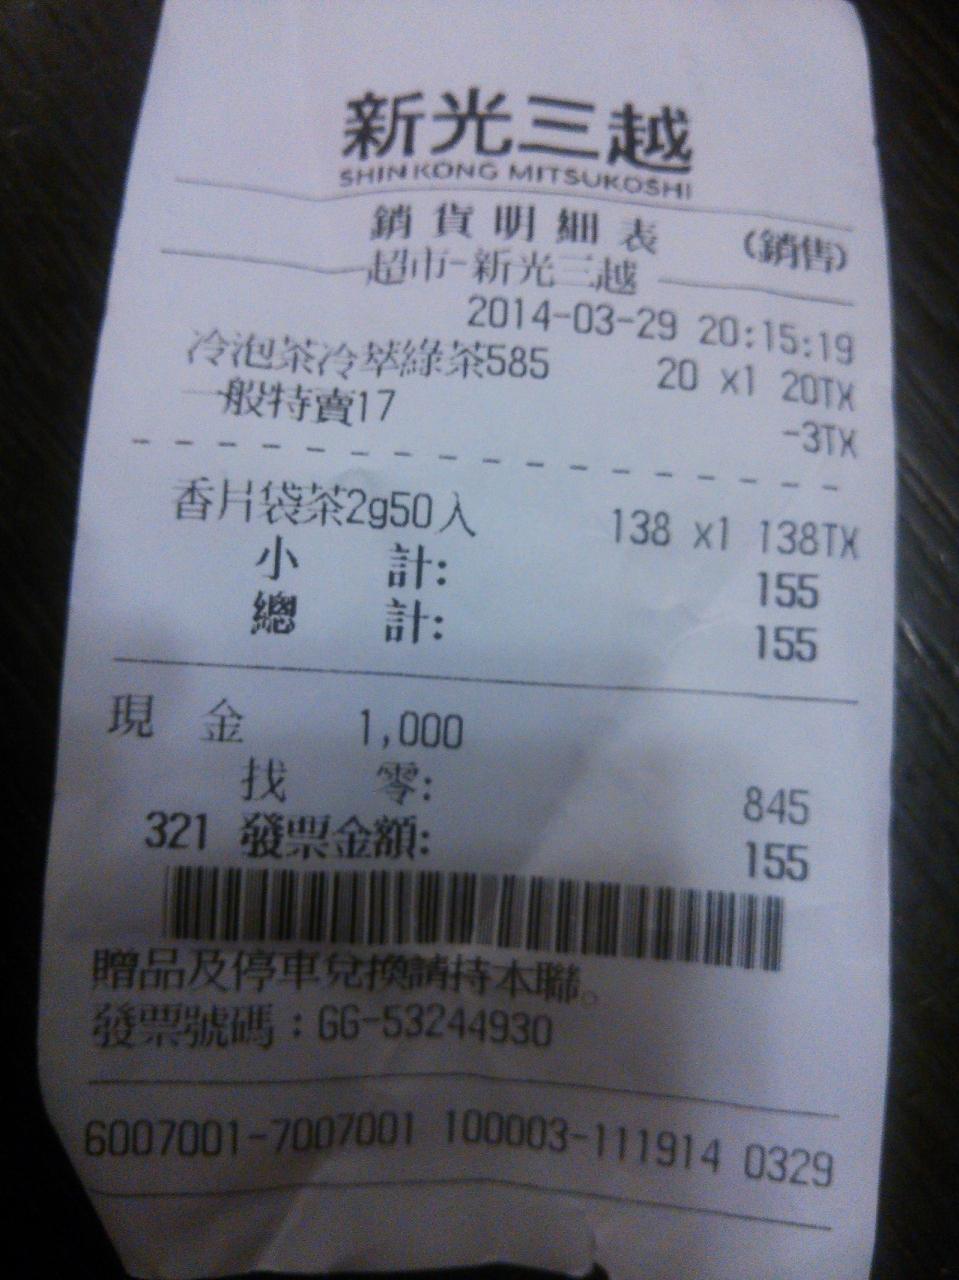 新光三越
SHIN KONG MITSUKOSHI
銷貨明細表 (銷售)
超市-新光三越
2014-03-29 20:15:19
冷泡茶冷萃綠茶585 20 x1 20TX
一般特賣17 -3TX
香片袋茶2g50入 138 x1 138TX
小 計: 155
總 計: 155
現 金 1,000
找 零: 845
321 發票金額: 155
贈品及停車兌換請持本聯。
發票號碼：GG-53244930
6007001-7007001 100003-111914 0329